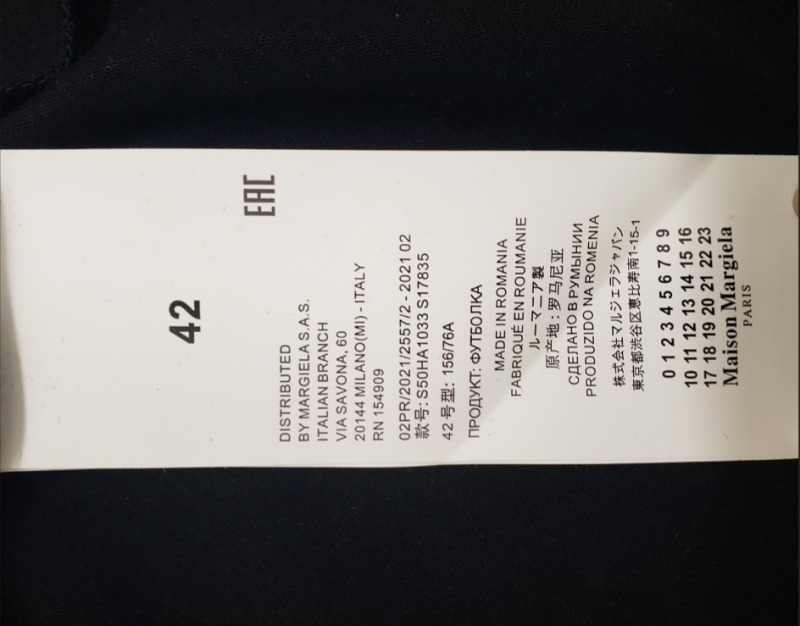 42
EAC
DISTRIBUTED
BY MARGIELA S.A.S.
ITALIAN BRANCH
VIA SAVONA, 60
20144 MILANO(MI) - ITALY
RN 154909
02PR/2021/2557/2 - 2021 02
款号: S50HA1033 S17835
42 号型: 156/76A
ПРОДУКТ: ФУТБОЛКА
MADE IN ROMANIA
FABRIQUÉ EN ROUMANIE
ルーマニア製
原产地 : 罗马尼亚
СДЕЛАНО В РУМЫНИИ
PRODUZIDO NA ROMENIA
株式会社マルジェラジャパン
東京都渋谷区恵比寿南1-15-1
0 1 2 3 4 5 6 7 8 9
10 11 12 13 14 15 16
17 18 19 20 21 22 23
Maison Margiela
PARIS